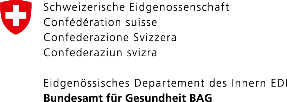 Schweizerische Eidgenossenschaft
Confédération suisse
Confederazione Svizzera
Confederaziun svizra
Eidgenössisches Departement des Innern EDI
Bundesamt für Gesundheit BAG